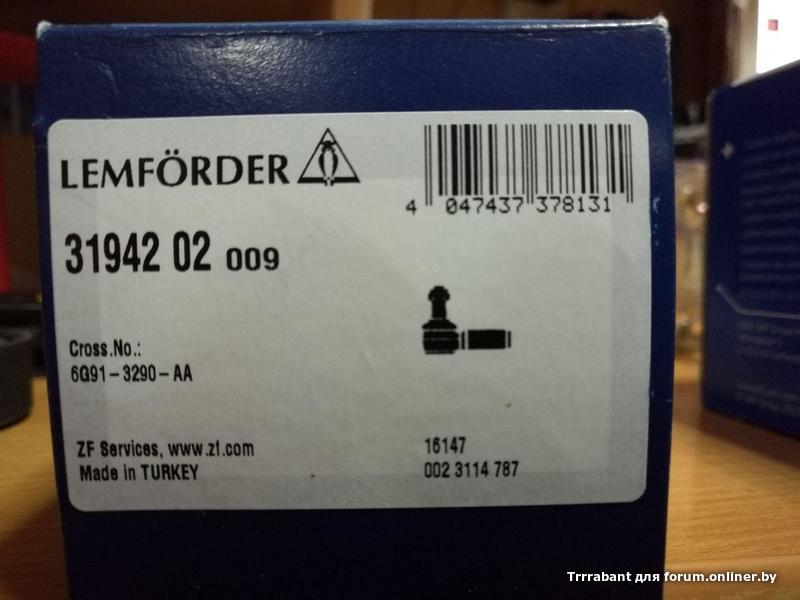 LEMFÖRDER
4 047437 378131
31942 02 009
Cross.No.:
6G91-3290-AA
ZF Services, www.zf.com
Made in TURKEY
16147
002 3114 787
Trrrabant для forum.onliner.by